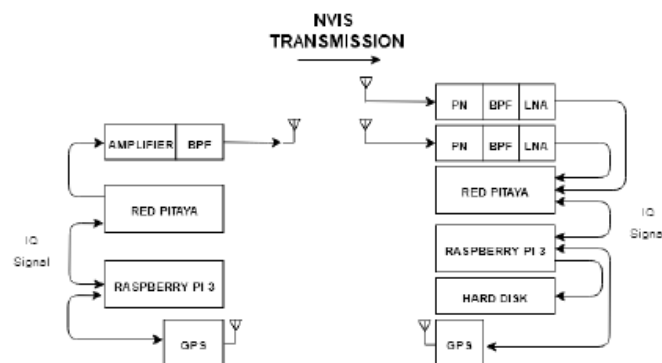 NVIS
TRANSMISSION
AMPLIFIER BPF
RED PITAYA
IQ
Signal
RASPBERRY PI 3
GPS
PN BPF LNA
PN BPF LNA
RED PITAYA
IQ
Signal
RASPBERRY PI 3
HARD DISK
GPS